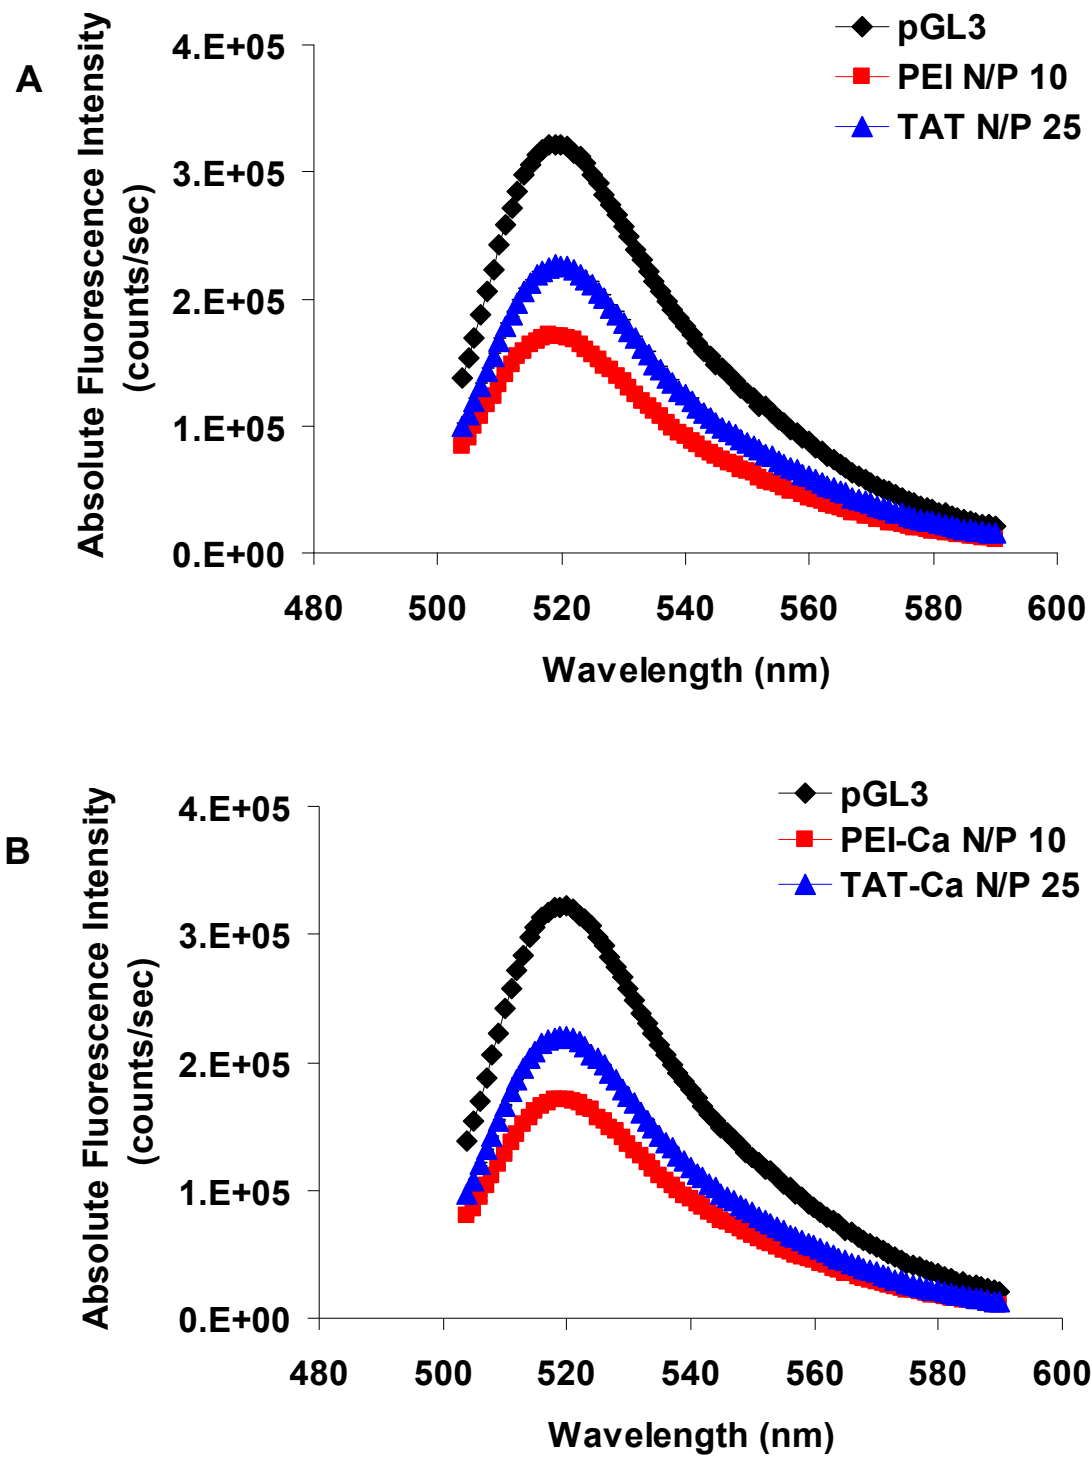 A
Absolute Fluorescence Intensity
(counts/sec)
4.E+05
3.E+05
2.E+05
1.E+05
0.E+00
480 500 520 540 560 580 600
Wavelength (nm)
pGL3
PEI N/P 10
TAT N/P 25
B
Absolute Fluorescence Intensity
(counts/sec)
4.E+05
3.E+05
2.E+05
1.E+05
0.E+00
480 500 520 540 560 580 600
Wavelength (nm)
pGL3
PEI-Ca N/P 10
TAT-Ca N/P 25